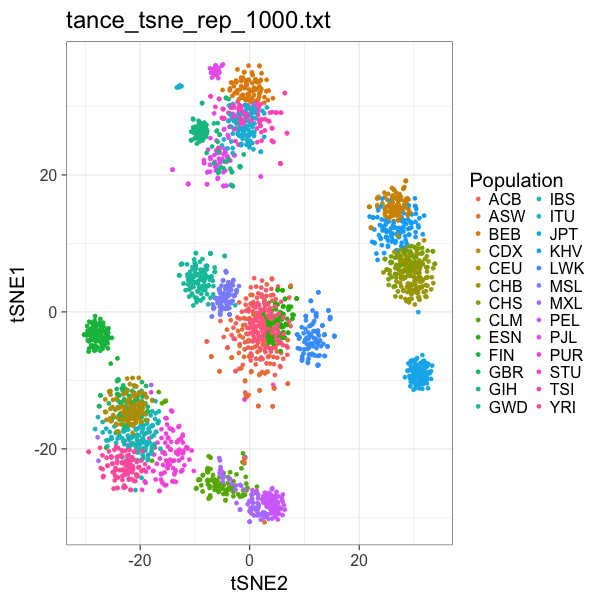 tance_tsne_rep_1000.txt
20
0
-20
tSNE1
-20 0 20
tSNE2
Population
ACB IBS
ASW ITU
BEB JPT
CDX KHV
CEU LWK
CHB MSL
CHS MXL
CLM PEL
ESN PJL
FIN PUR
GBR STU
GIH TSI
GWD YRI